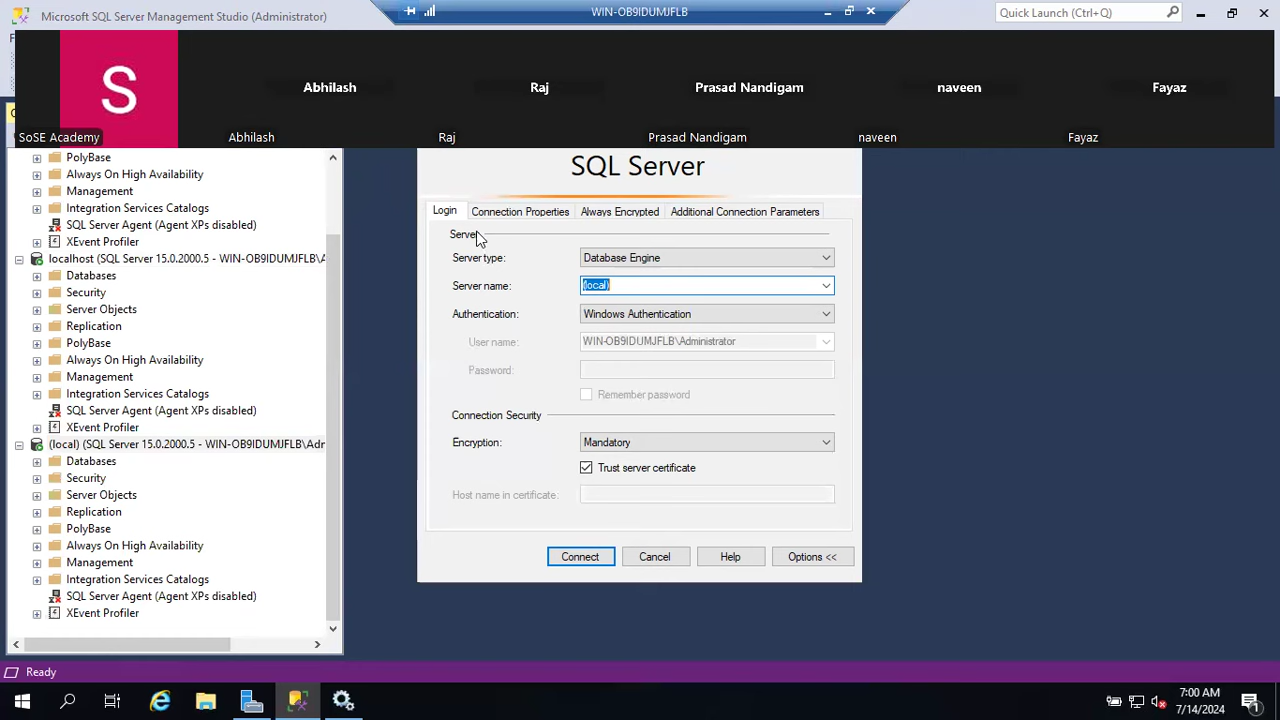 Microsoft SQL Server Management Studio (Administrator)
WIN-OB9IDUMJFLB
Quick Launch (Ctrl+Q)
S
Abhilash
Raj
Prasad Nandigam
naveen
Fayaz
SoSE Academy
Abhilash
Raj
Prasad Nandigam
naveen
Fayaz
PolyBase
Always On High Availability
Management
Integration Services Catalogs
SQL Server Agent (Agent XPs disabled)
XEvent Profiler
localhost (SQL Server 15.0.2000.5 - WIN-OB9IDUMJFLB\A
Databases
Security
Server Objects
Replication
PolyBase
Always On High Availability
Management
Integration Services Catalogs
SQL Server Agent (Agent XPs disabled)
XEvent Profiler
(local) (SQL Server 15.0.2000.5 - WIN-OB9IDUMJFLB\Adr
Databases
Security
Server Objects
Replication
PolyBase
Always On High Availability
Management
Integration Services Catalogs
SQL Server Agent (Agent XPs disabled)
XEvent Profiler
SQL Server
Login
Connection Properties
Always Encrypted
Additional Connection Parameters
Server
Server type:
Database Engine
Server name:
(local)
Authentication:
Windows Authentication
User name:
WIN-OB9IDUMJFLB\Administrator
Password:
Remember password
Connection Security
Encryption:
Mandatory
Trust server certificate
Host name in certificate:
Connect
Cancel
Help
Options <<
Ready
7:00 AM
7/14/2024
1